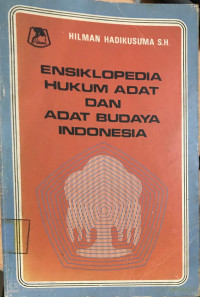 HILMAN HADIKUSUMA S.H.
ENSIKLOPEDIA
HUKUM ADAT
DAN
ADAT BUDAYA
INDONESIA